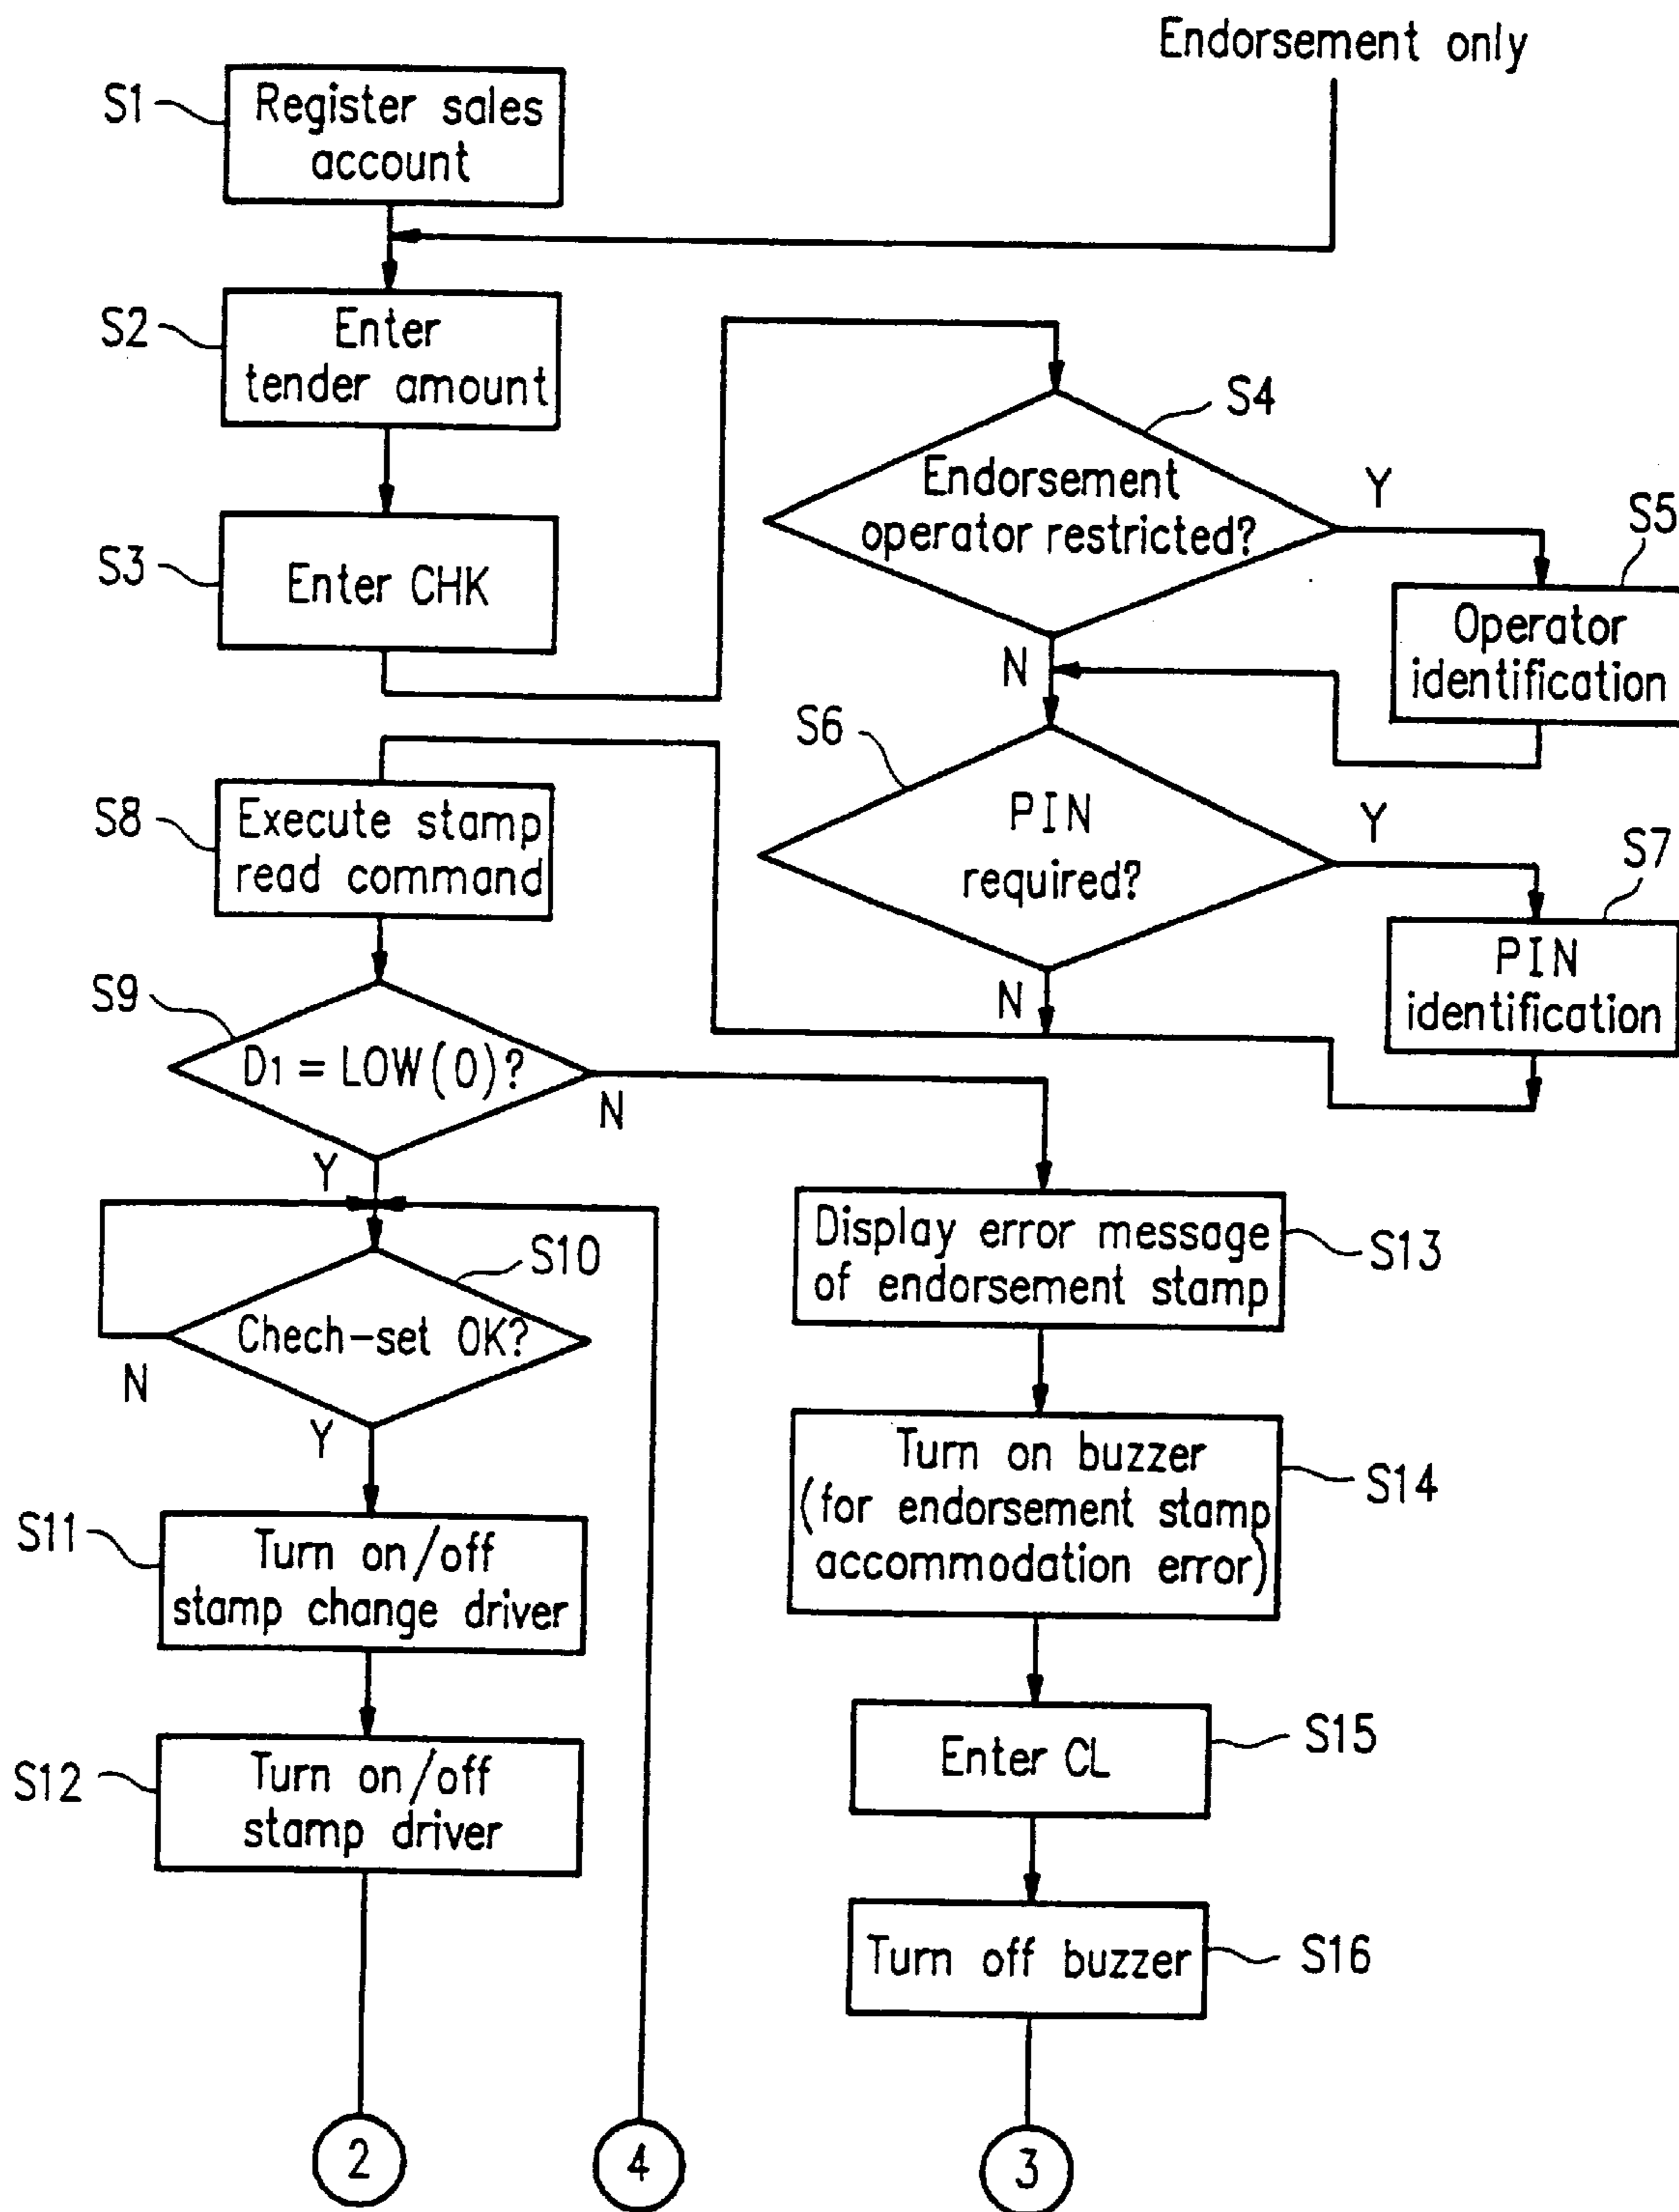 Endorsement only
S1
Register sales
account
S2
Enter
tender amount
S3
Enter CHK
S4
Endorsement
operator restricted?
Y
N
S5
Operator
identification
S6
PIN
required?
Y
N
S7
PIN
identification
S8
Execute stamp
read command
S9
D1 = LOW(0)?
N
Y
S10
Chech-set OK?
N
Y
S11
Turn on/off
stamp change driver
S12
Turn on/off
stamp driver
S13
Display error message
of endorsement stamp
S14
Turn on buzzer
(for endorsement stamp
accommodation error)
S15
Enter CL
S16
Turn off buzzer
2
4
3